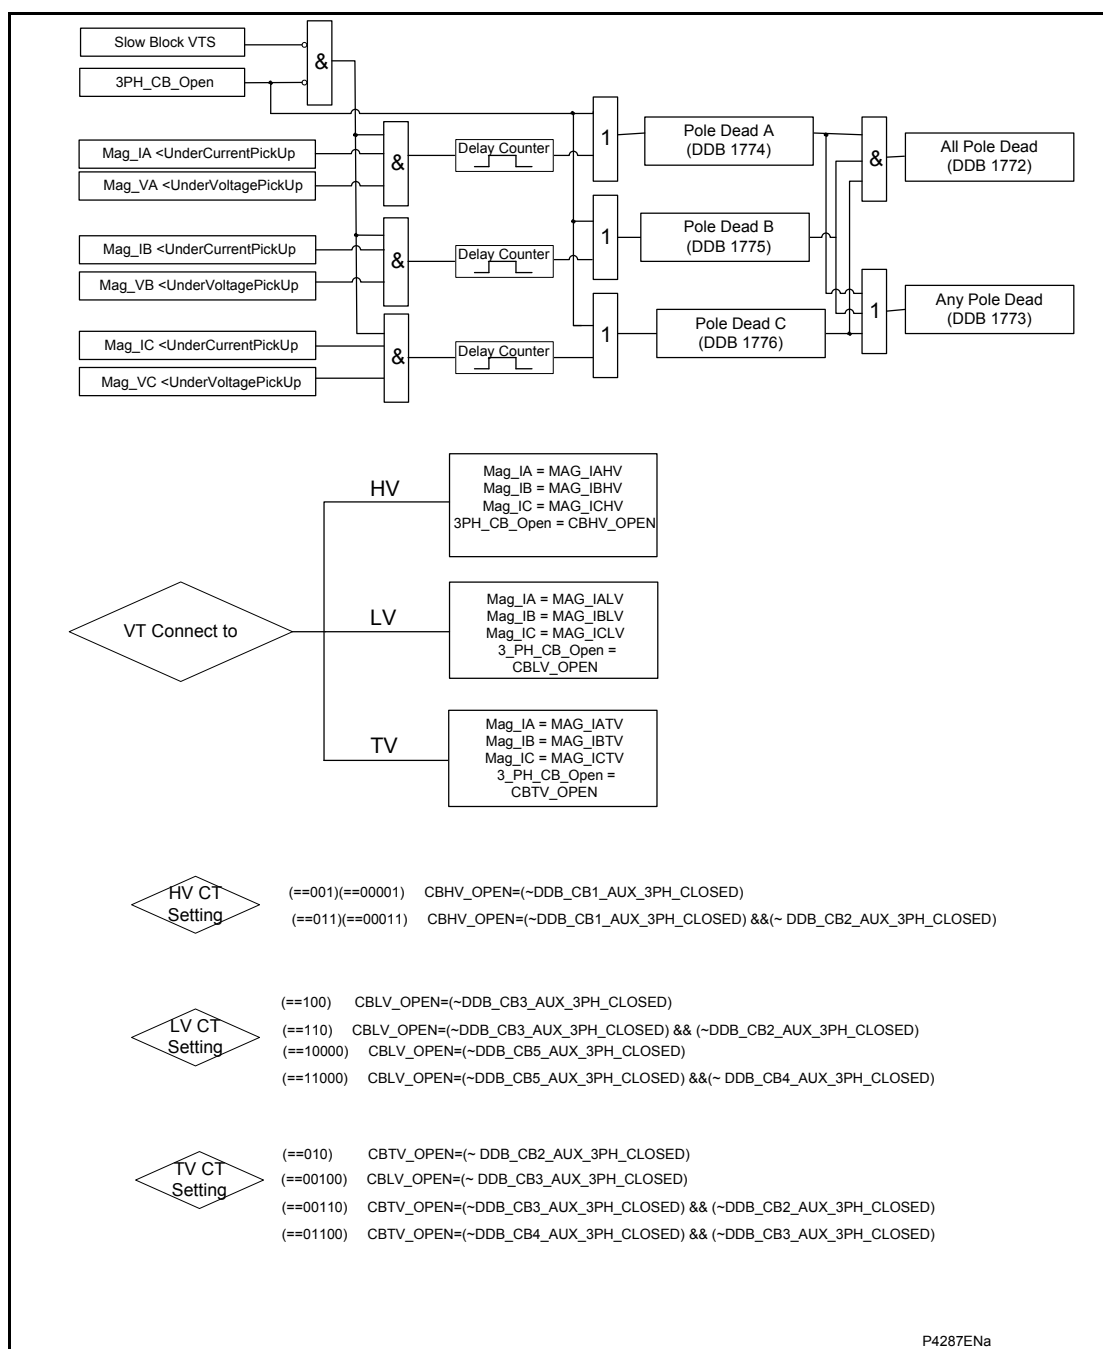 Slow Block VTS
3PH_CB_Open
&
Mag_IA <UnderCurrentPickUp
Mag_VA <UnderVoltagePickUp
&
Delay Counter
1
Pole Dead A
(DDB 1774)
&
All Pole Dead
(DDB 1772)
Mag_IB <UnderCurrentPickUp
Mag_VB <UnderVoltagePickUp
&
Delay Counter
1
Pole Dead B
(DDB 1775)
Mag_IC <UnderCurrentPickUp
Mag_VC <UnderVoltagePickUp
&
Delay Counter
1
Pole Dead C
(DDB 1776)
1
Any Pole Dead
(DDB 1773)
VT Connect to
HV
Mag_IA = MAG_IAHV
Mag_IB = MAG_IBHV
Mag_IC = MAG_ICHV
3PH_CB_Open = CBHV_OPEN
LV
Mag_IA = MAG_IALV
Mag_IB = MAG_IBLV
Mag_IC = MAG_ICLV
3_PH_CB_Open =
CBLV_OPEN
TV
Mag_IA = MAG_IATV
Mag_IB = MAG_IBTV
Mag_IC = MAG_ICTV
3_PH_CB_Open =
CBTV_OPEN
HV CT
Setting
(==001)(==00001) CBHV_OPEN=(~DDB_CB1_AUX_3PH_CLOSED)
(==011)(==00011) CBHV_OPEN=(~DDB_CB1_AUX_3PH_CLOSED) &&(~ DDB_CB2_AUX_3PH_CLOSED)
LV CT
Setting
(==100) CBLV_OPEN=(~DDB_CB3_AUX_3PH_CLOSED)
(==110) CBLV_OPEN=(~DDB_CB3_AUX_3PH_CLOSED) && (~DDB_CB2_AUX_3PH_CLOSED)
(==10000) CBLV_OPEN=(~DDB_CB5_AUX_3PH_CLOSED)
(==11000) CBLV_OPEN=(~DDB_CB5_AUX_3PH_CLOSED) &&(~ DDB_CB4_AUX_3PH_CLOSED)
TV CT
Setting
(==010) CBTV_OPEN=(~ DDB_CB2_AUX_3PH_CLOSED)
(==00100) CBLV_OPEN=(~ DDB_CB3_AUX_3PH_CLOSED)
(==00110) CBTV_OPEN=(~DDB_CB3_AUX_3PH_CLOSED) && (~DDB_CB2_AUX_3PH_CLOSED)
(==01100) CBTV_OPEN=(~DDB_CB4_AUX_3PH_CLOSED) && (~DDB_CB3_AUX_3PH_CLOSED)
P4287ENa